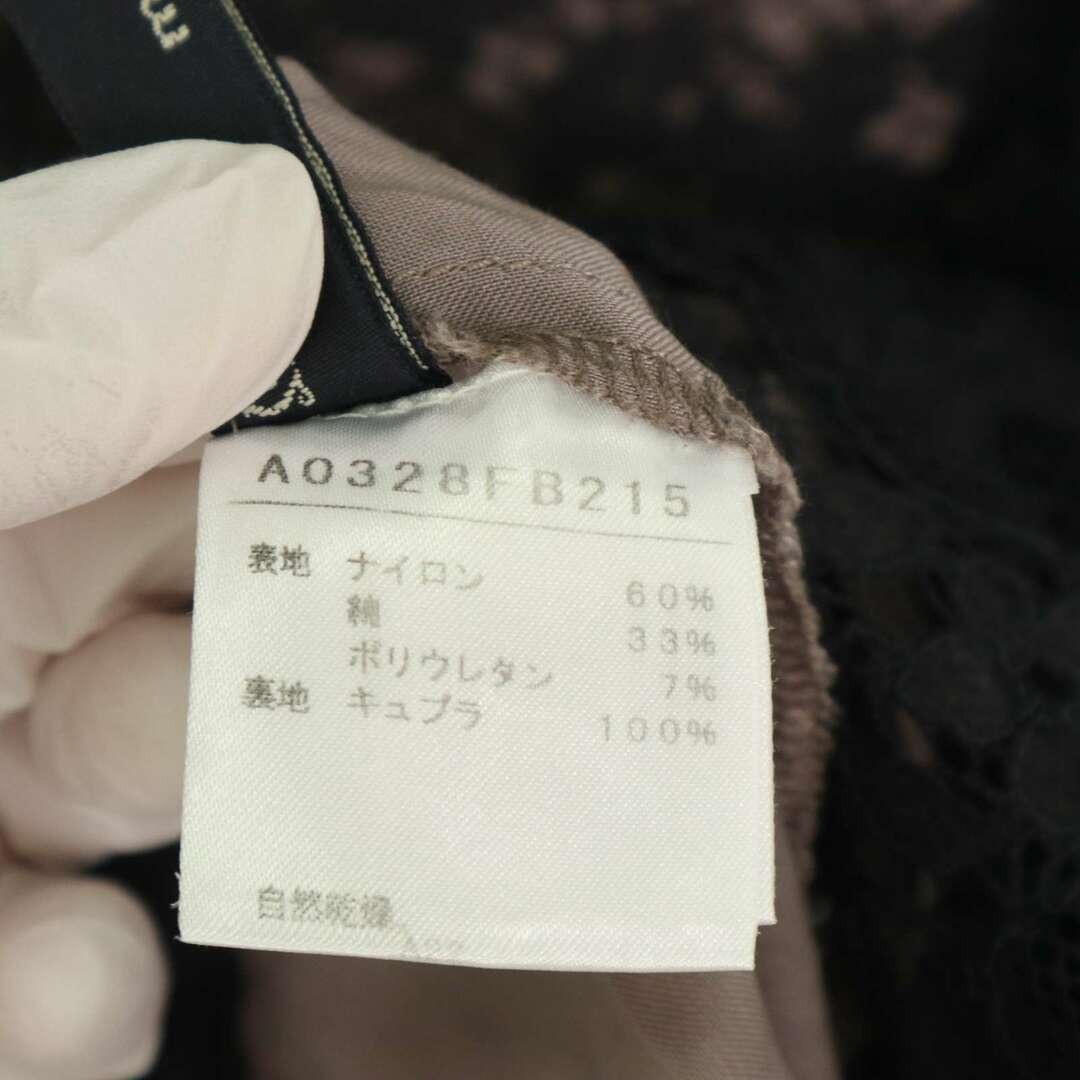 A0328FB215
表地 ナイロン 60%
綿 33%
ポリウレタン 7%
裏地 キュプラ 100%
自然乾燥